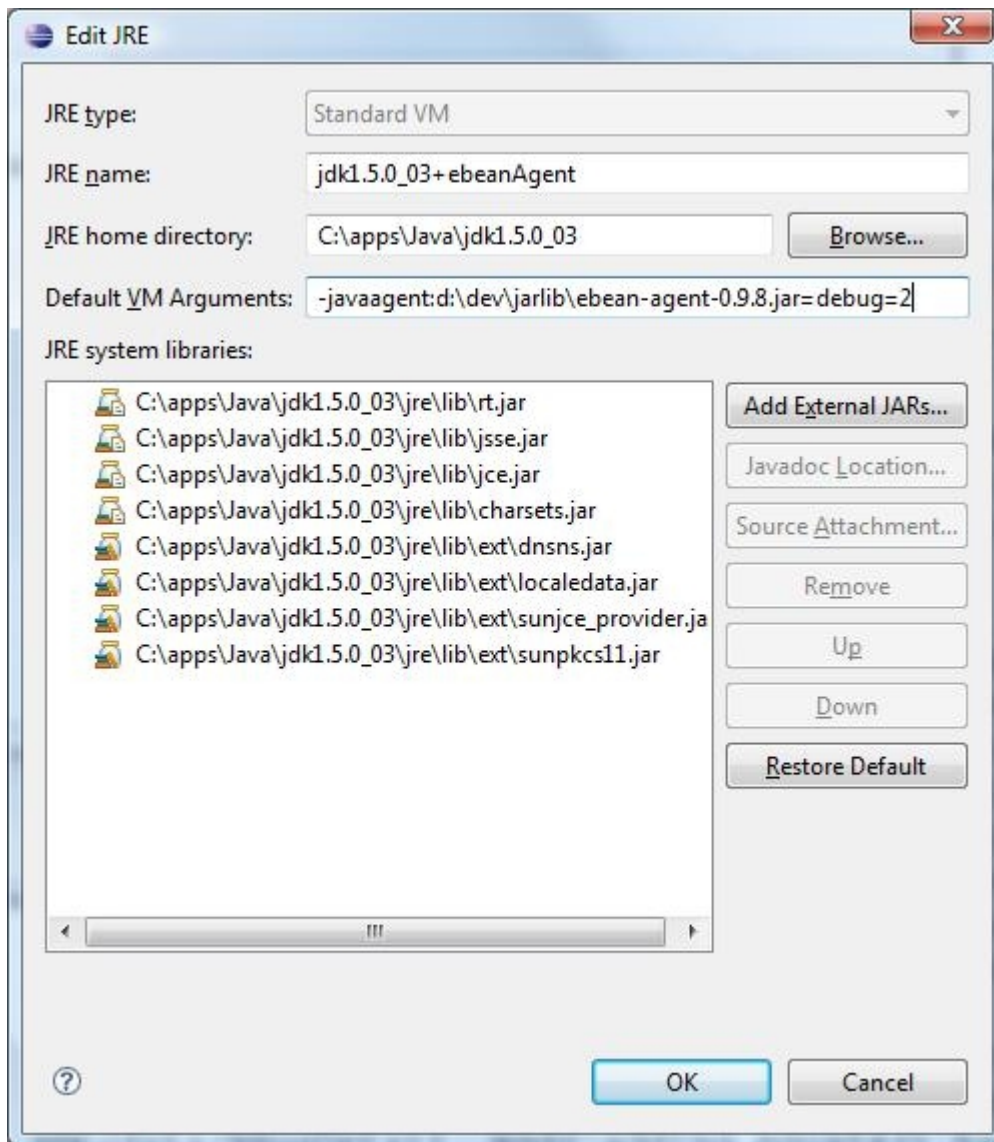 Edit JRE
JRE type: Standard VM
JRE name: jdk1.5.0_03+ebeanAgent
JRE home directory: C:\apps\Java\jdk1.5.0_03 Browse...
Default VM Arguments: -javaagent:d:\dev\jarlib\ebean-agent-0.9.8.jar=debug=2
JRE system libraries:
C:\apps\Java\jdk1.5.0_03\jre\lib\rt.jar
C:\apps\Java\jdk1.5.0_03\jre\lib\jsse.jar
C:\apps\Java\jdk1.5.0_03\jre\lib\jce.jar
C:\apps\Java\jdk1.5.0_03\jre\lib\charsets.jar
C:\apps\Java\jdk1.5.0_03\jre\lib\ext\dnsns.jar
C:\apps\Java\jdk1.5.0_03\jre\lib\ext\localedata.jar
C:\apps\Java\jdk1.5.0_03\jre\lib\ext\sunjce_provider.ja
C:\apps\Java\jdk1.5.0_03\jre\lib\ext\sunpkcs11.jar
Add External JARs...
Javadoc Location...
Source Attachment...
Remove
Up
Down
Restore Default
? OK Cancel